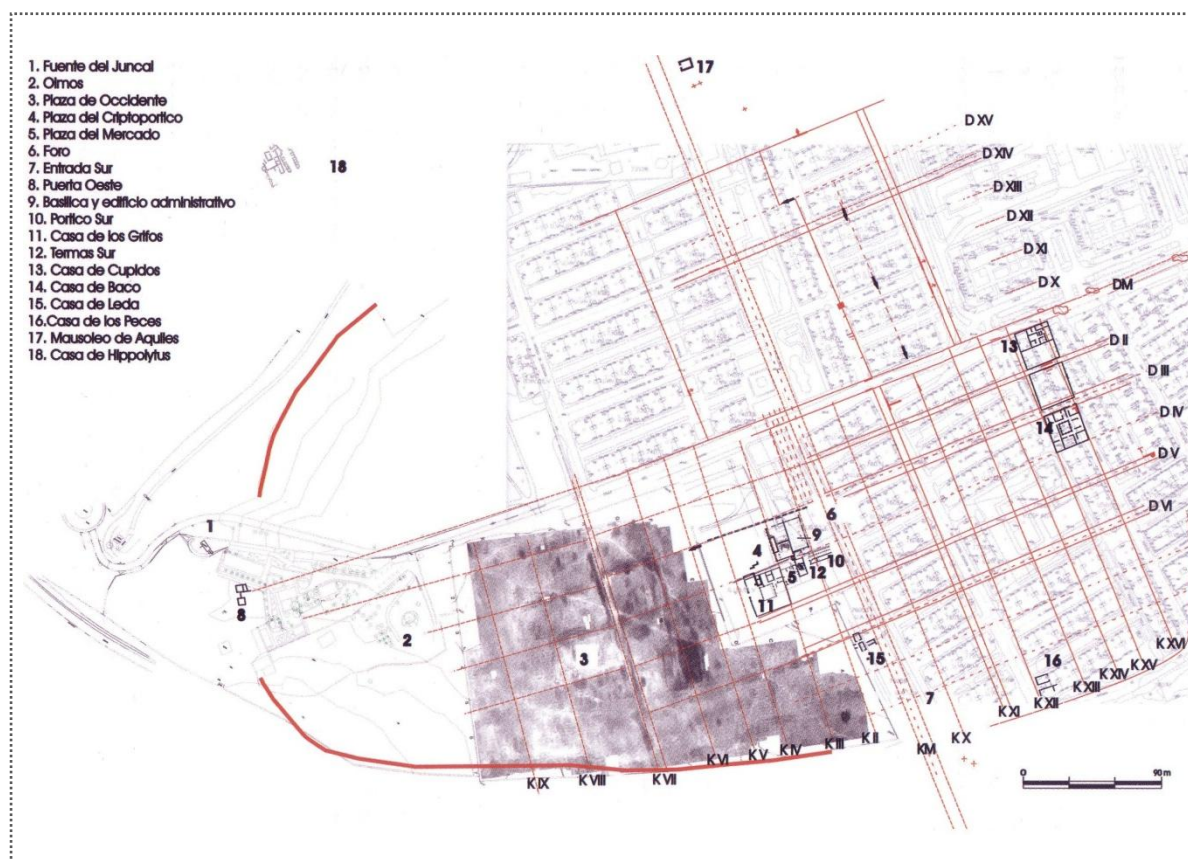 1. Fuente del Juncal
2. Olmos
3. Plaza de Occidente
4. Plaza del Criptoportico
5. Plaza del Mercado
6. Foro
7. Entrada Sur
8. Puerta Oeste
9. Basilica y edificio administrativo
10. Portico Sur
11. Casa de los Grifos
12. Termas Sur
13. Casa de Cupidos
14. Casa de Baco
15. Casa de Leda
16.Casa de los Peces
17. Mausoleo de Aquiles
18. Casa de Hippolytus
17
18
D XV
D XIV
D XIII
D XII
D XI
D X
DM
13
D II
D III
D IV
14
D V
D VI
1
6
9
4
10
5
12
8
11
2
3
15
16
7
K XVI
K XV
K XIV
K XIII
K XII
K XI
K X
KM
K II
K III
K IV
K V
K VI
K VII
K VIII
K IX
0
90 m